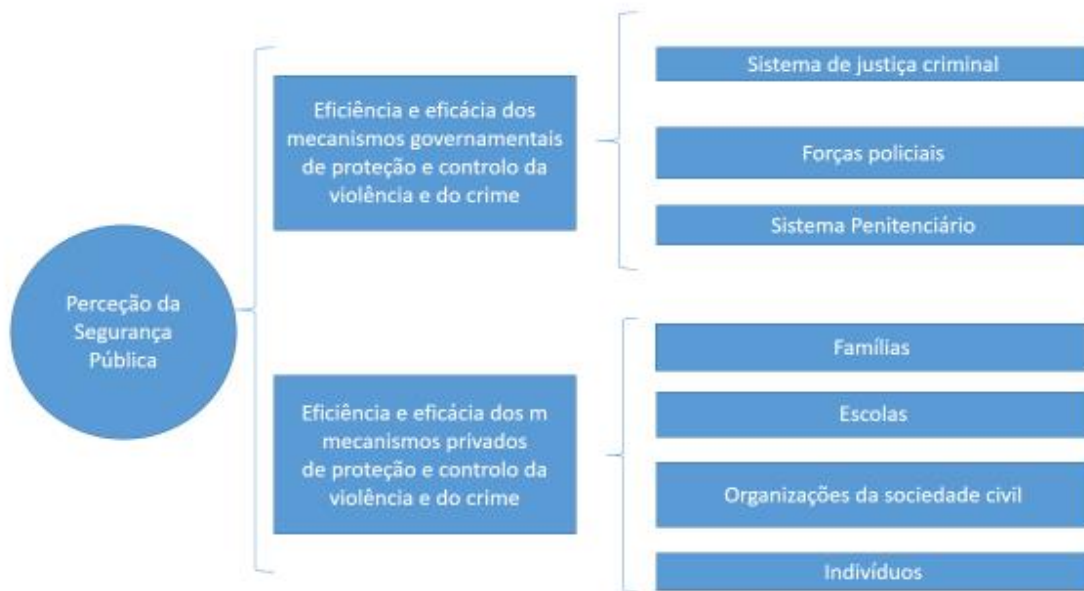 Perceção da
Segurança
Pública
Eficiência e eficácia dos
mecanismos governamentais
de proteção e controlo da
violência e do crime
Sistema de justiça criminal
Forças policiais
Sistema Penitenciário
Eficiência e eficácia dos m
mecanismos privados
de proteção e controlo da
violência e do crime
Famílias
Escolas
Organizações da sociedade civil
Indivíduos